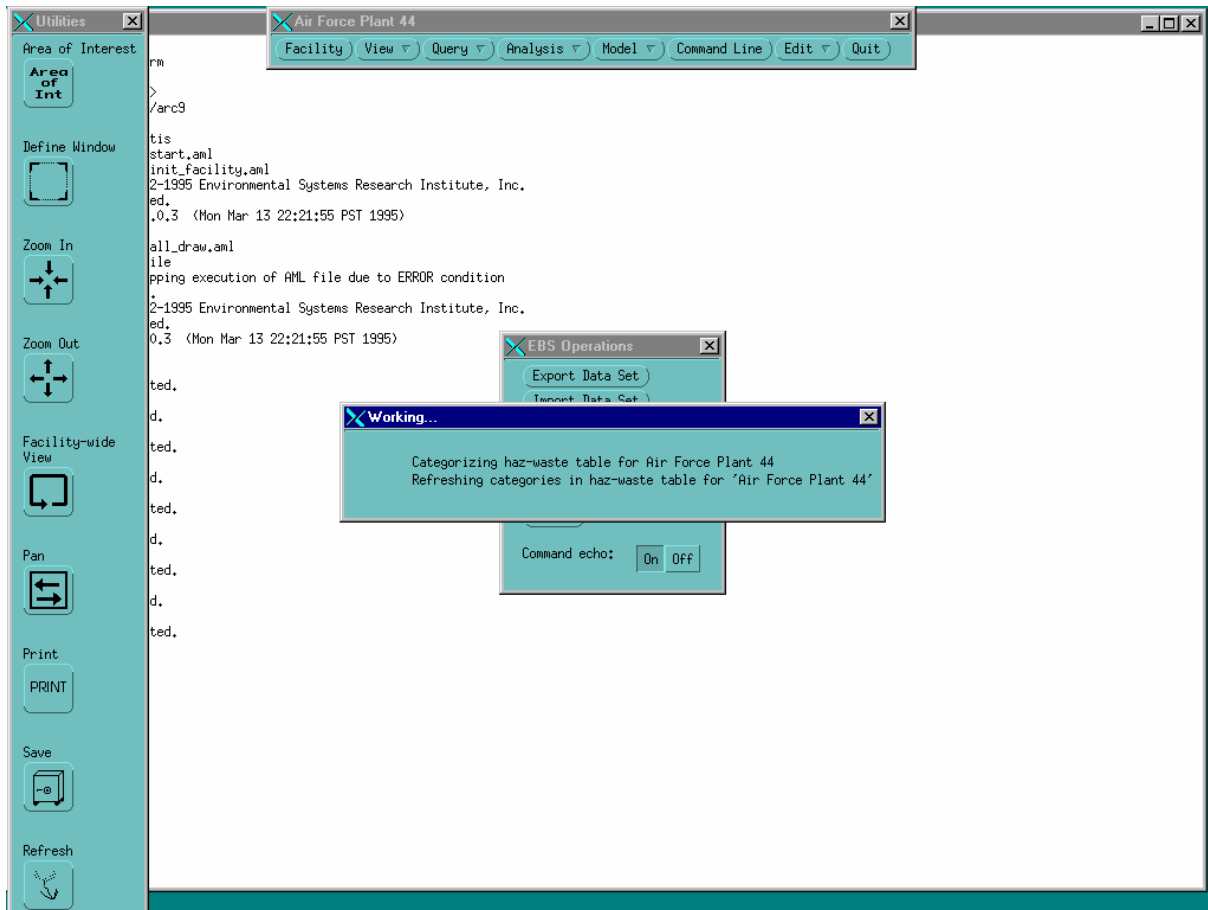 Utilities
Area of Interest
Area
of
Int
Define Window
Zoom In
Zoom Out
Facility-wide
View
Pan
Print
PRINT
Save
Refresh
Air Force Plant 44
Facility View Query Analysis Model Command Line Edit Quit
rm
>
/arc9
tis
start.aml
init_facility.aml
2-1995 Environmental Systems Research Institute, Inc.
ed.
.0.3 (Mon Mar 13 22:21:55 PST 1995)
all_draw.aml
ile
pping execution of AML file due to ERROR condition
.
2-1995 Environmental Systems Research Institute, Inc.
ed.
0.3 (Mon Mar 13 22:21:55 PST 1995)
ted.
d.
ted.
d.
ted.
d.
ted.
d.
ted.
EBS Operations
Export Data Set
Import Data Set
Working...
Categorizing haz-waste table for Air Force Plant 44
Refreshing categories in haz-waste table for 'Air Force Plant 44'
Command echo: On Off